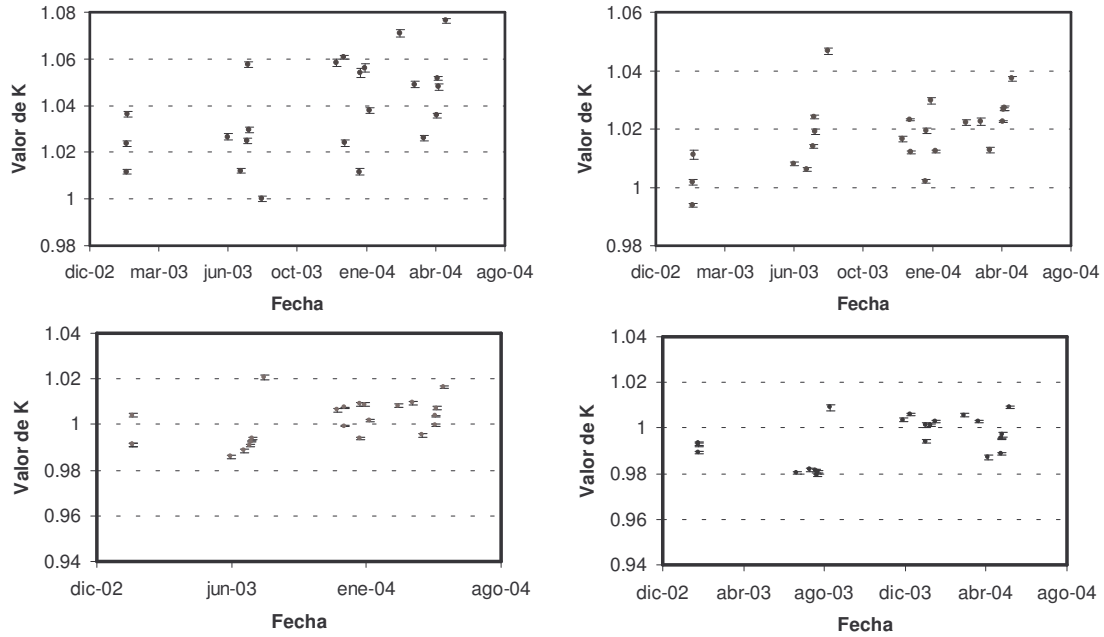 1.08
1.06
1.04
1.02
1
0.98
Valor de K
dic-02 mar-03 jun-03 oct-03 ene-04 abr-04 ago-04
Fecha
1.06
1.04
1.02
1
0.98
Valor de K
dic-02 mar-03 jun-03 oct-03 ene-04 abr-04 ago-04
Fecha
1.04
1.02
1
0.98
0.96
0.94
Valor de K
dic-02 jun-03 ene-04 ago-04
Fecha
1.04
1.02
1
0.98
0.96
0.94
Valor de K
dic-02 abr-03 ago-03 dic-03 abr-04 ago-04
Fecha